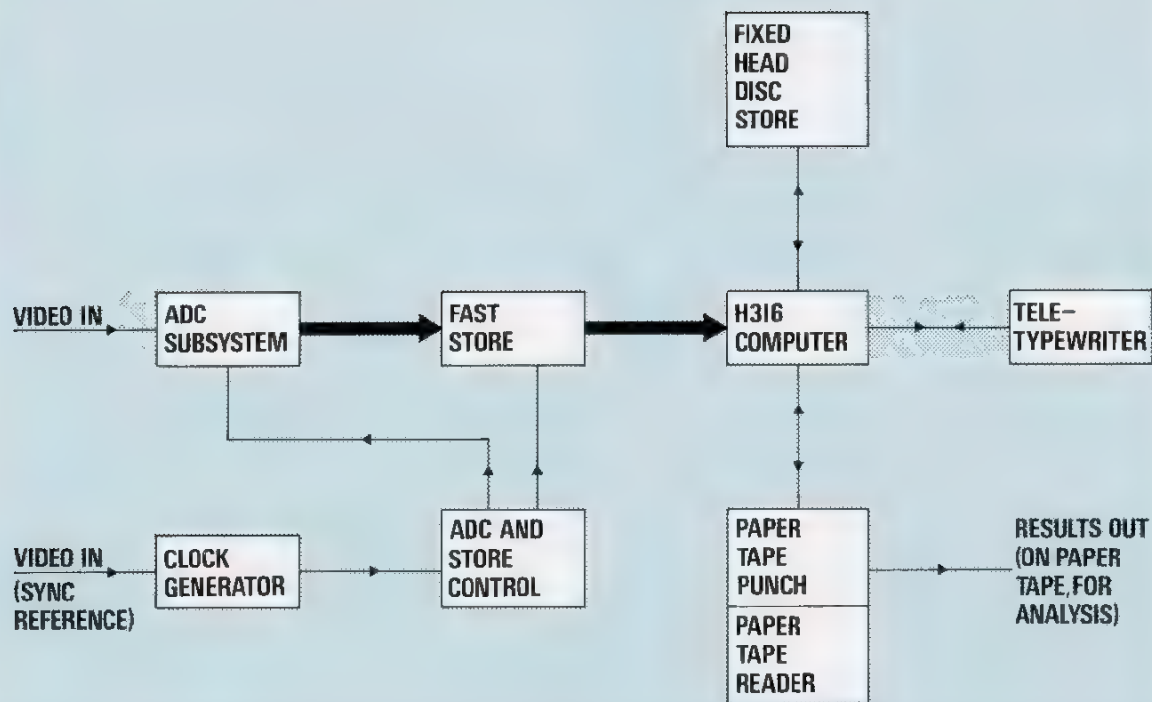 FIXED
HEAD
DISC
STORE
VIDEO IN
ADC
SUBSYSTEM
FAST
STORE
H316
COMPUTER
TELE-
TYPEWRITER
VIDEO IN
(SYNC
REFERENCE)
CLOCK
GENERATOR
ADC AND
STORE
CONTROL
PAPER
TAPE
PUNCH
PAPER
TAPE
READER
RESULTS OUT
(ON PAPER
TAPE, FOR
ANALYSIS)